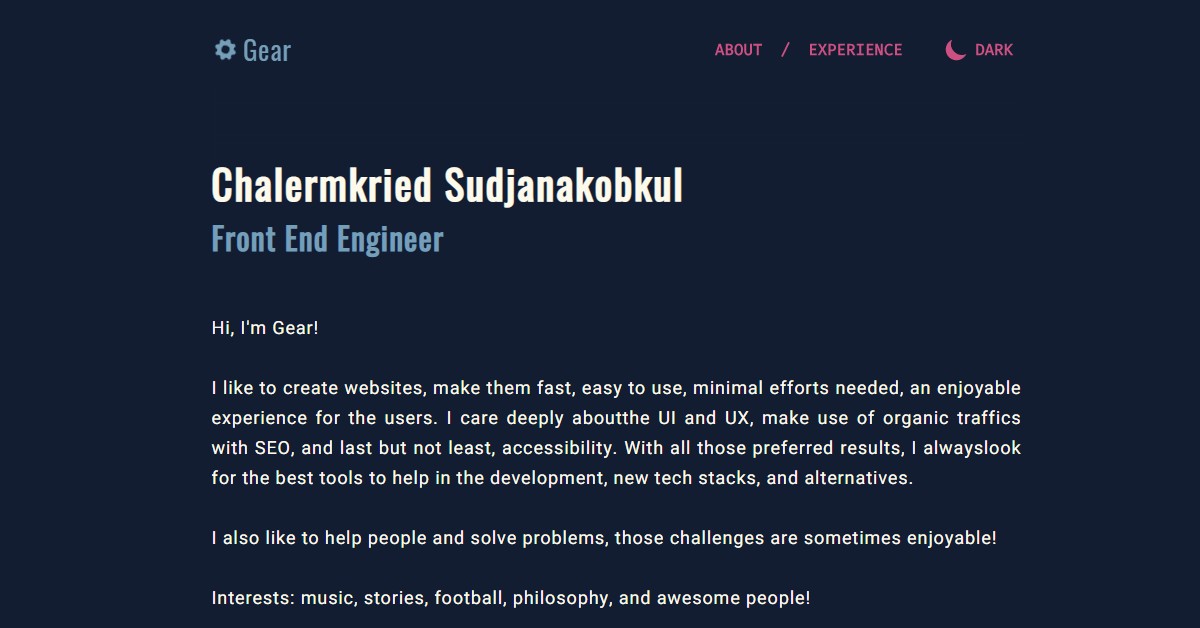 Gear
ABOUT / EXPERIENCE DARK
Chalermkried Sudjanakobkul
Front End Engineer
Hi, I'm Gear!
I like to create websites, make them fast, easy to use, minimal efforts needed, an enjoyable
experience for the users. I care deeply aboutthe UI and UX, make use of organic traffics
with SEO, and last but not least, accessibility. With all those preferred results, I alwayslook
for the best tools to help in the development, new tech stacks, and alternatives.
I also like to help people and solve problems, those challenges are sometimes enjoyable!
Interests: music, stories, football, philosophy, and awesome people!